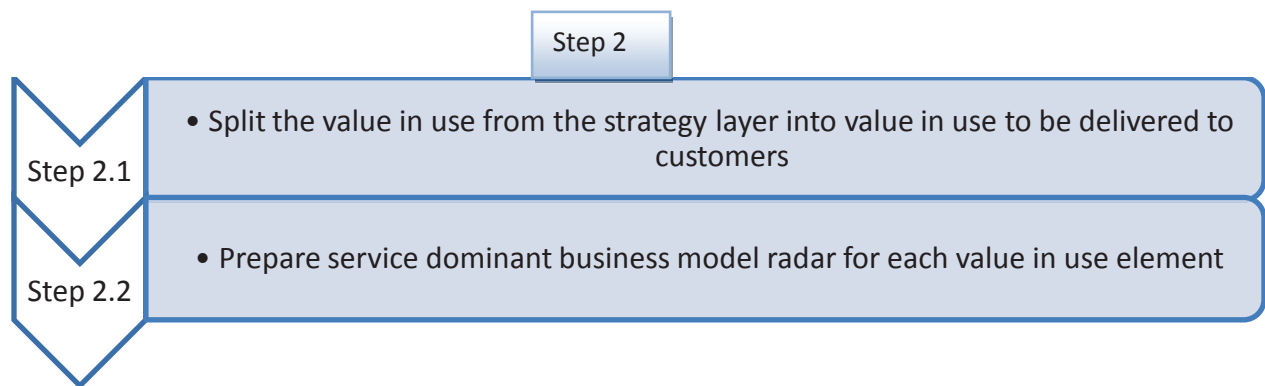 Step 2
Step 2.1
• Split the value in use from the strategy layer into value in use to be delivered to
customers
Step 2.2
• Prepare service dominant business model radar for each value in use element